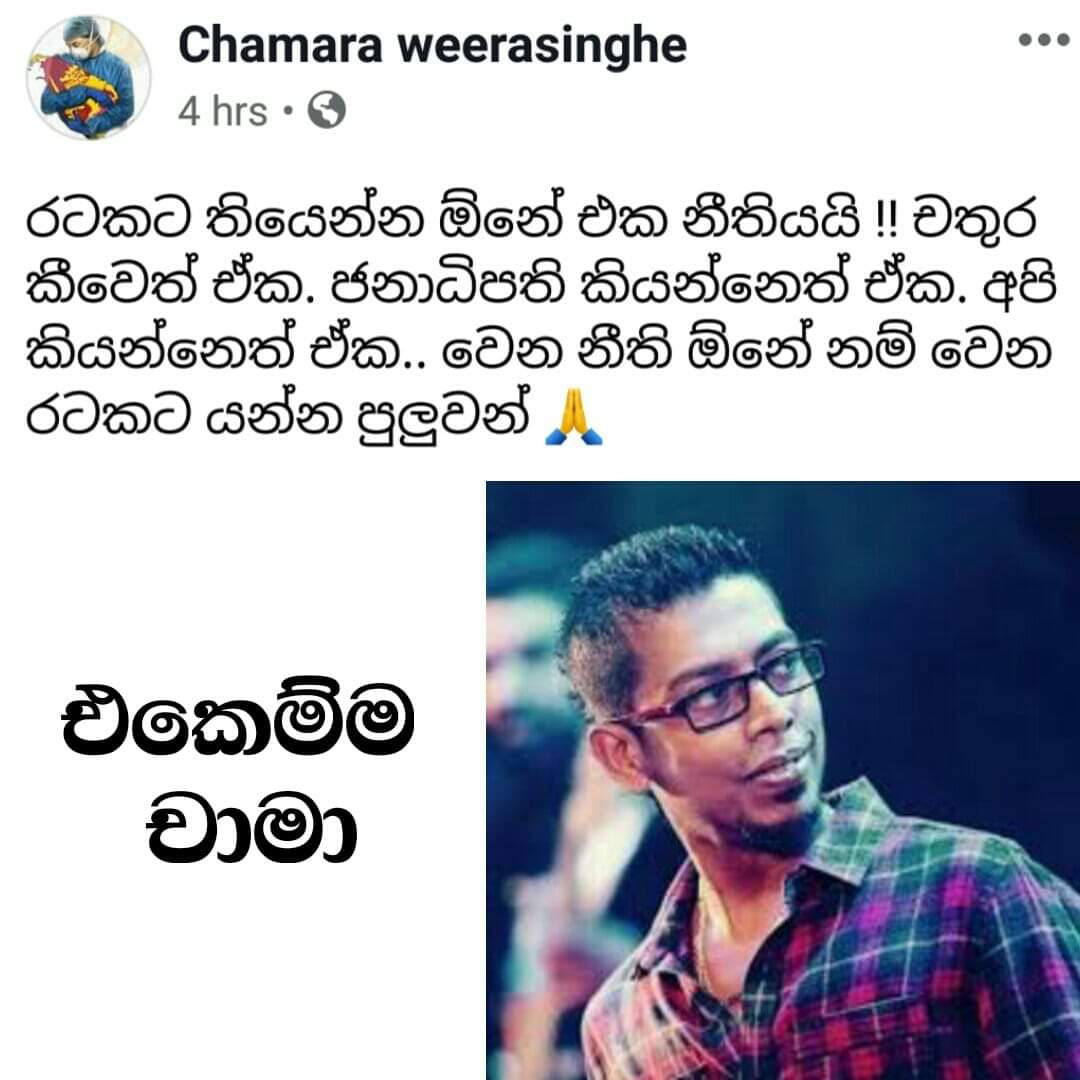 Chamara weerasinghe
4 hrs •
රටකට තියෙන්න ඕනේ එක නීතියයි !! චතුර
කීවෙත් ඒක. ජනාධිපති කියන්නෙත් ඒක. අපි
කියන්නෙත් ඒක.. වෙන නීති ඕනේ නම් වෙන
රටකට යන්න පුලුවන් 🙏
එකෙම්ම
චාමා